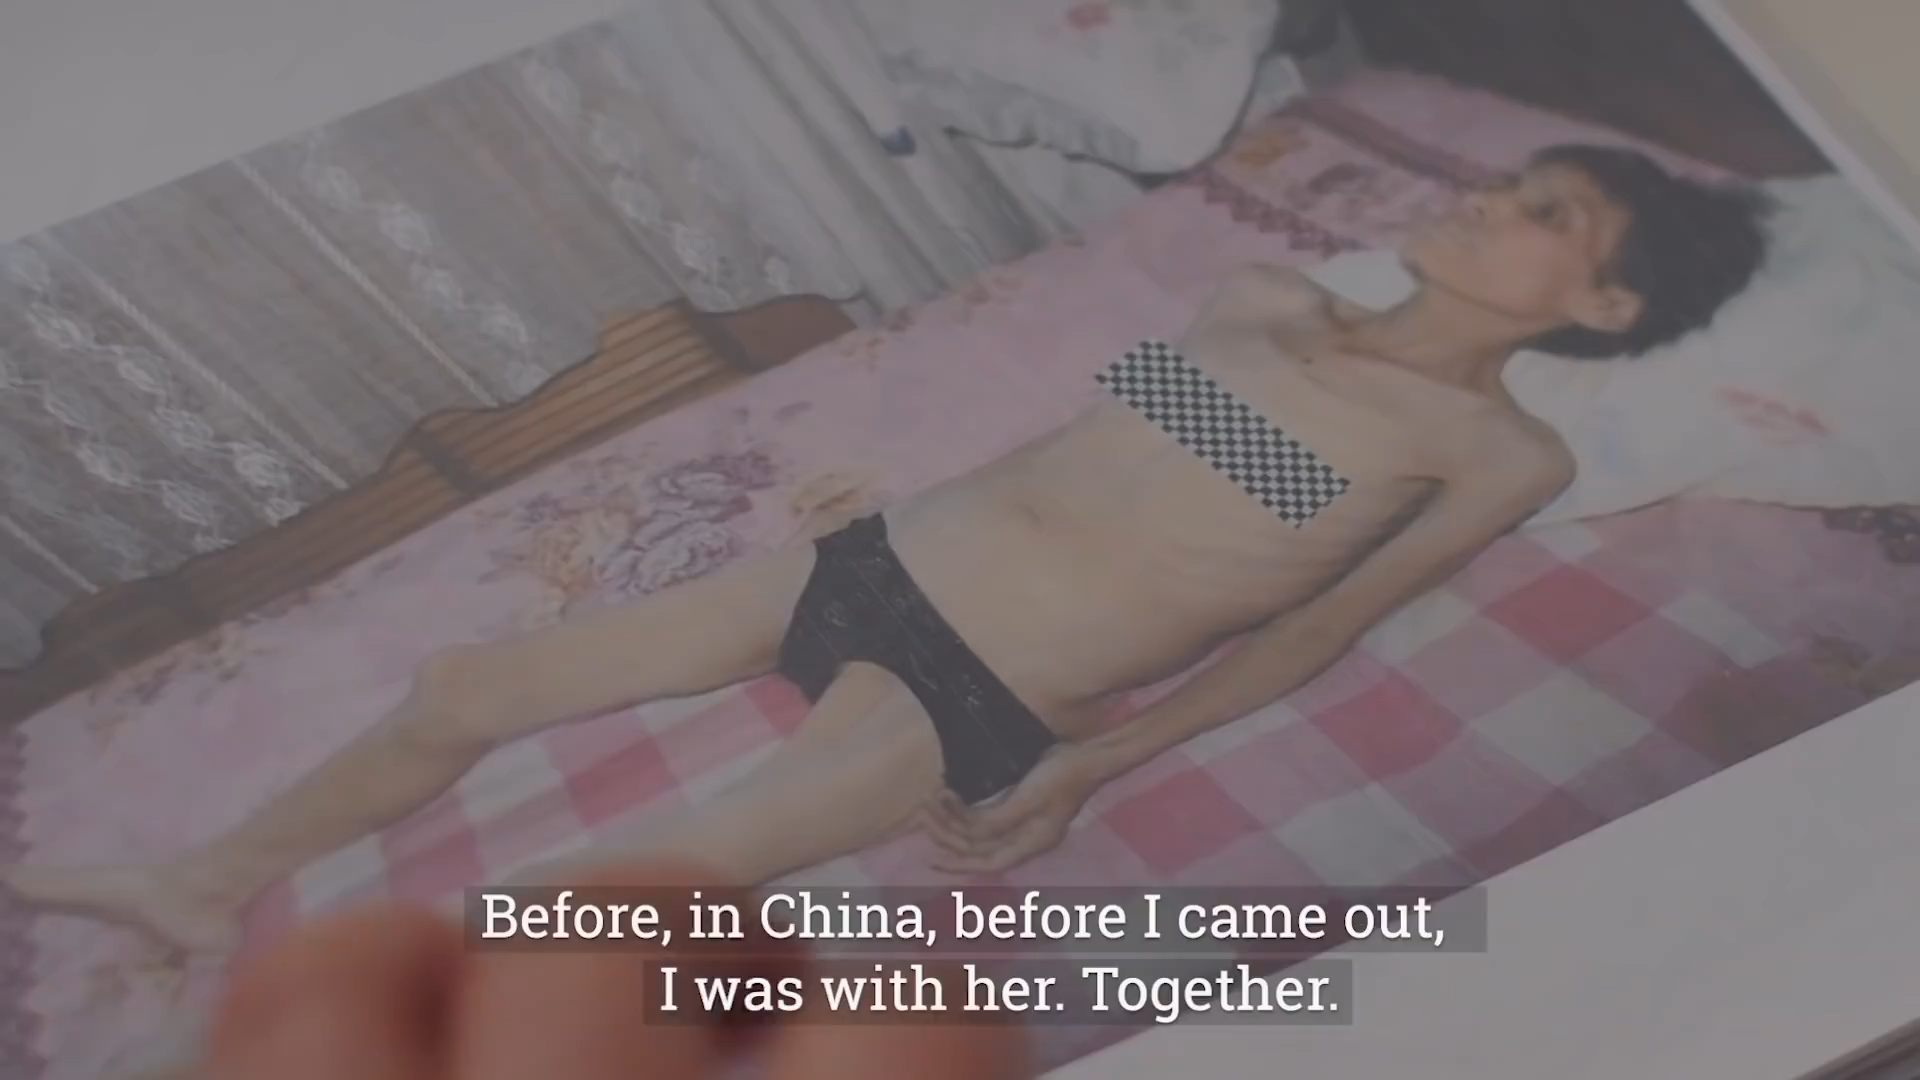 Before, in China, before I came out,
I was with her. Together.